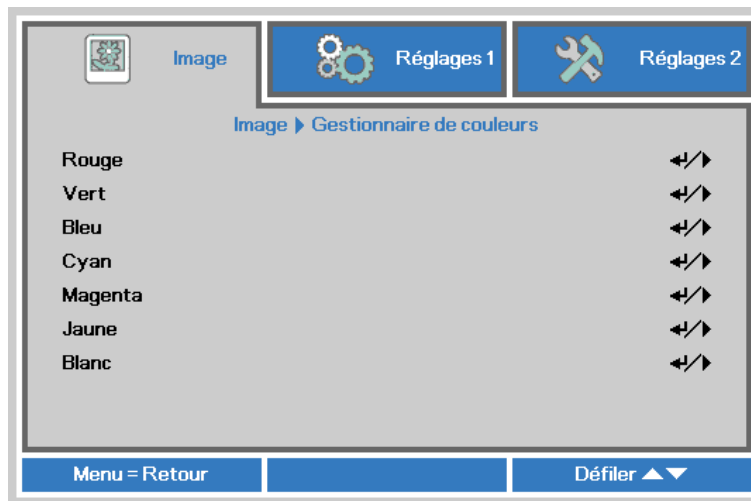 Image
Réglages 1
Réglages 2
Image ▶ Gestionnaire de couleurs
Rouge ↵/▶
Vert ↵/▶
Bleu ↵/▶
Cyan ↵/▶
Magenta ↵/▶
Jaune ↵/▶
Blanc ↵/▶
Menu = Retour
Défiler ▲▼